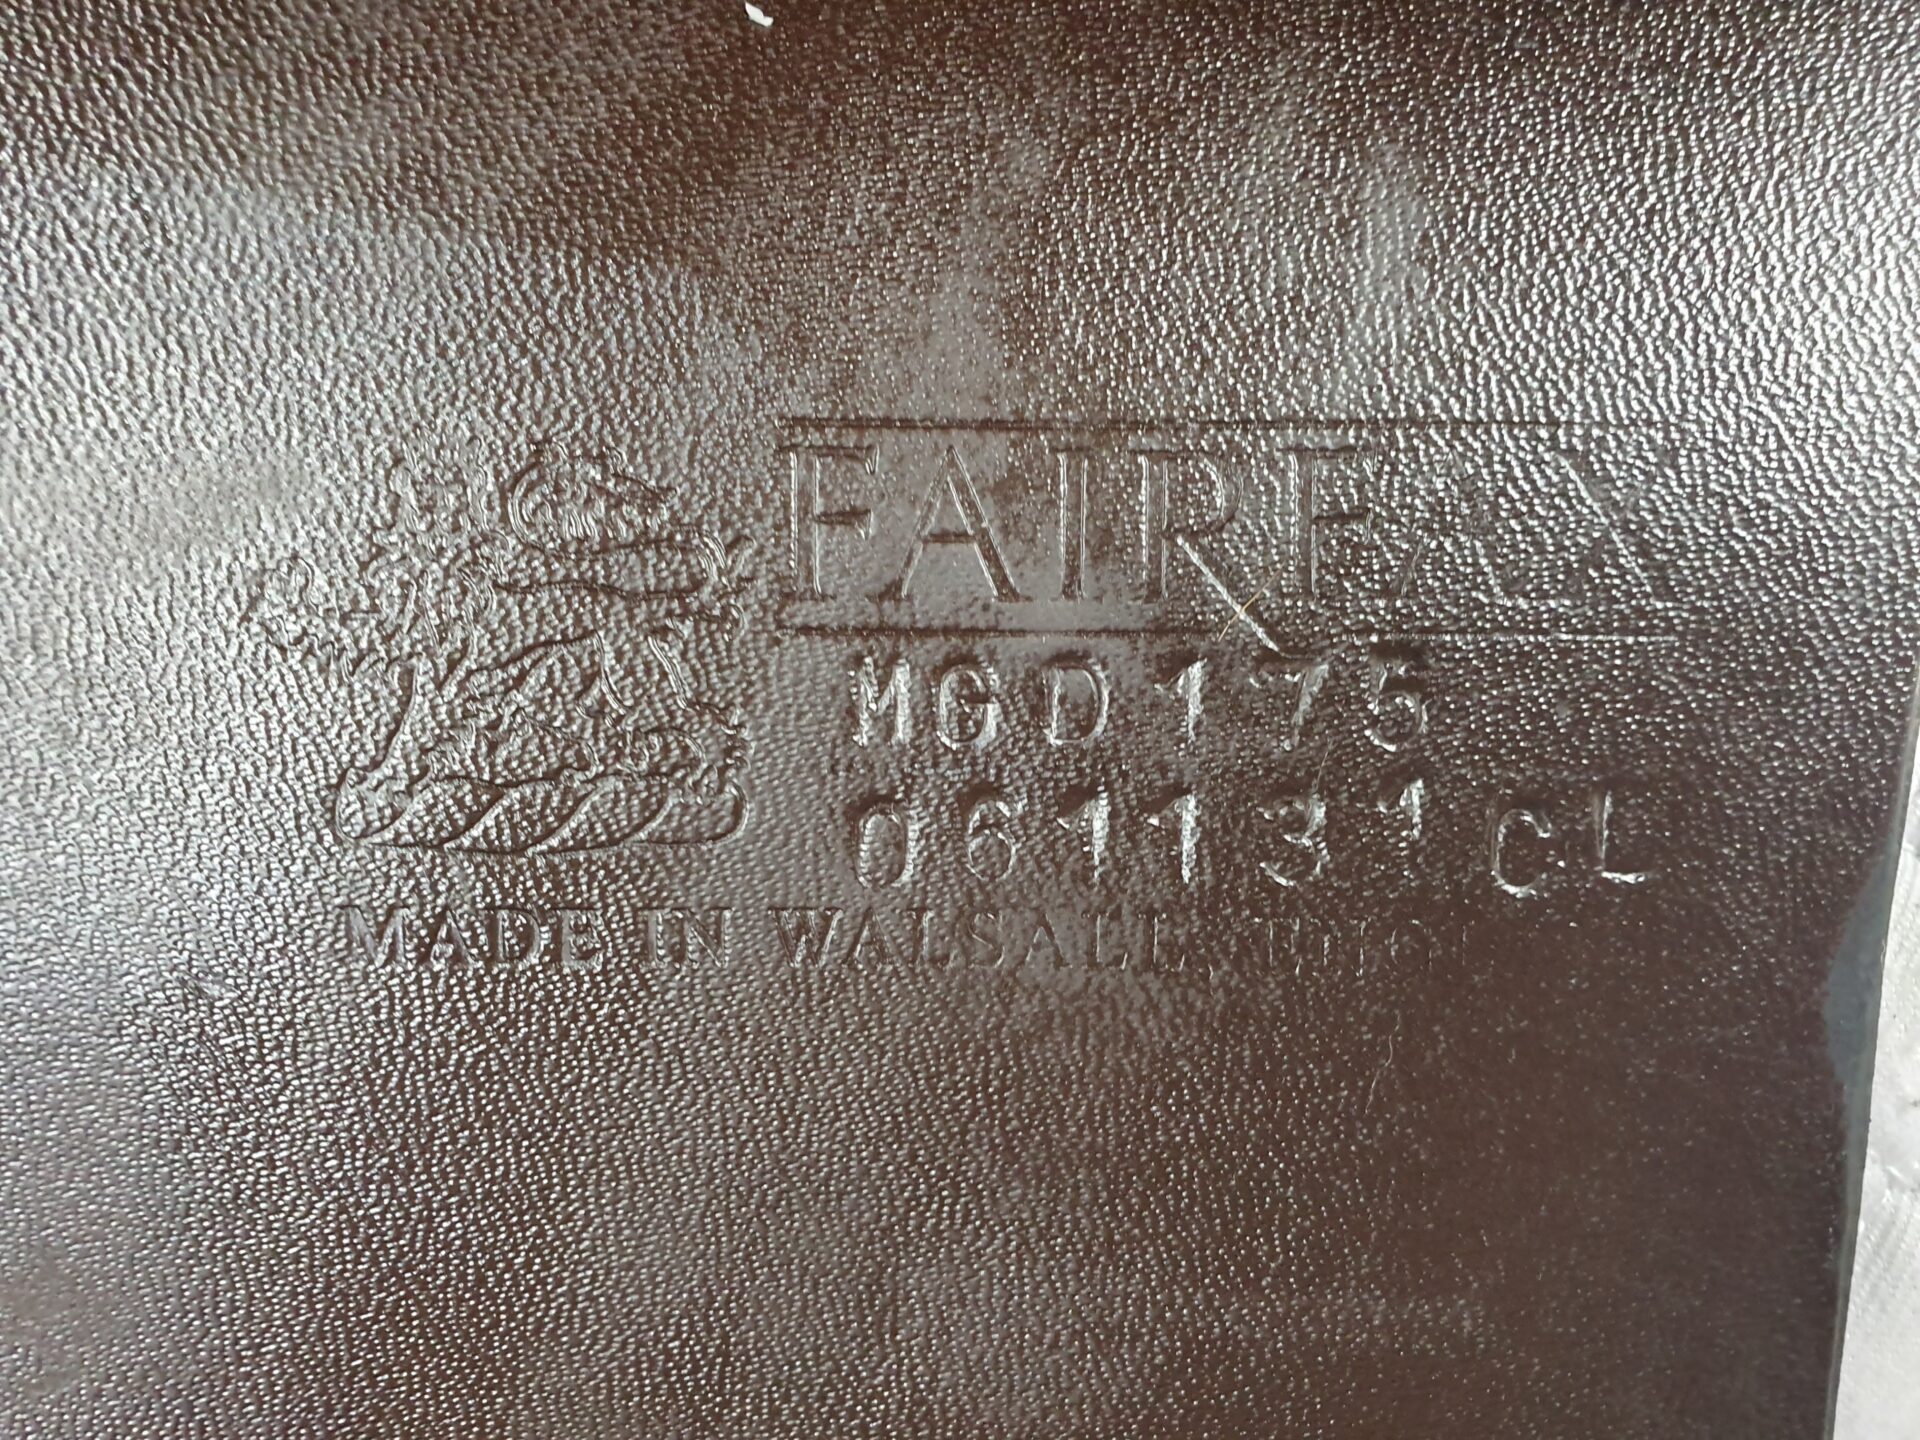 FAIRFAX
MGD175
061131CL
MADE IN WALSALL,